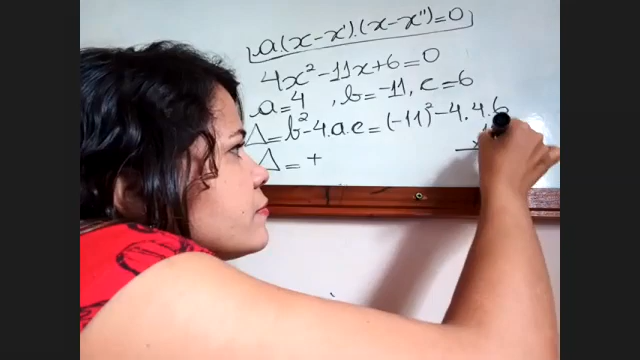 a.(x-x').(x-x'')=0
4x²-11x+6=0
a=4, b=-11, c=6
Δ=b²-4.a.c=(-11)²-4.4.6
Δ=+